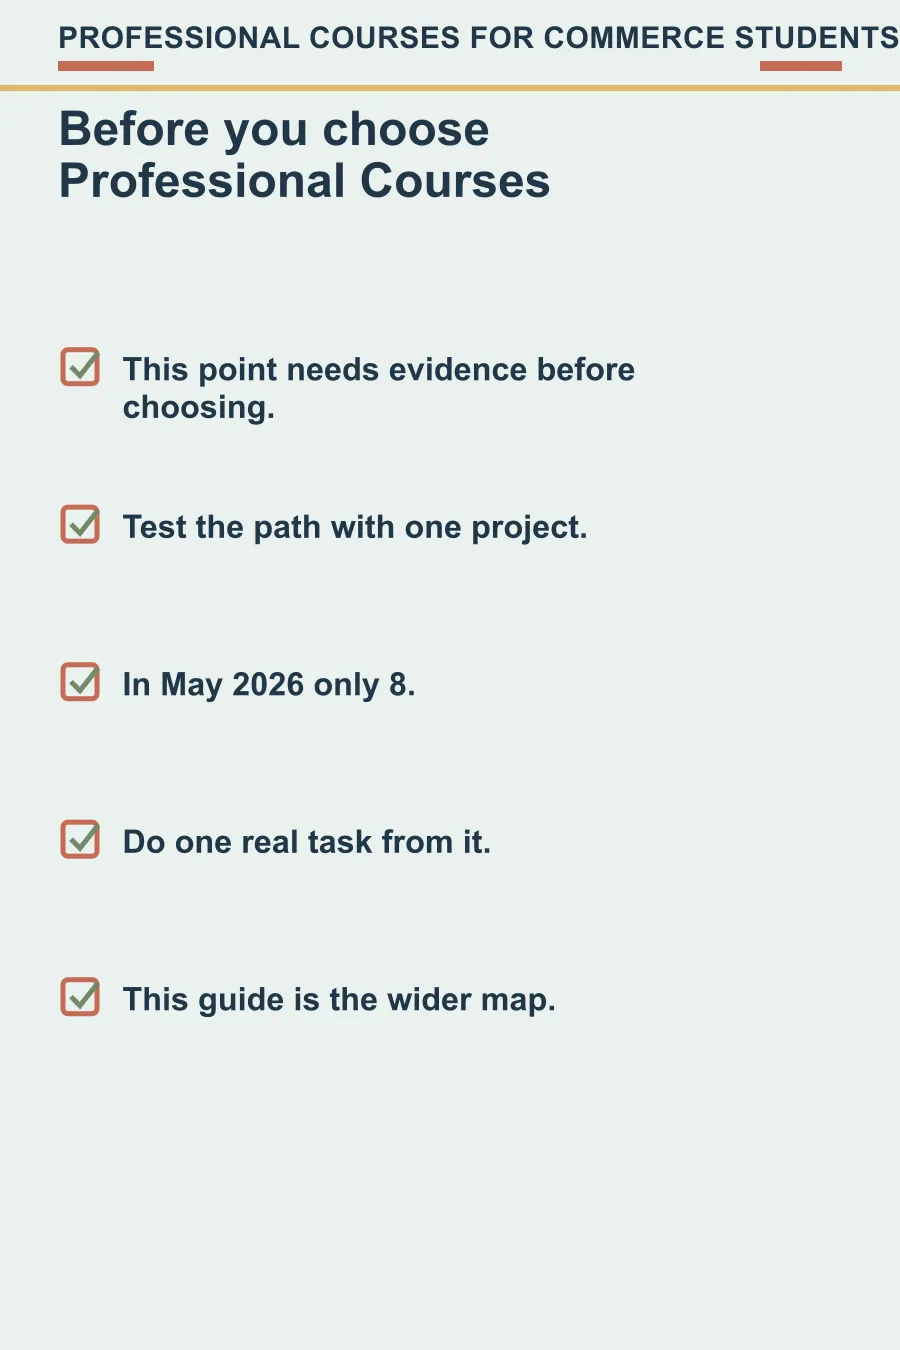 PROFESSIONAL COURSES FOR COMMERCE STUDENTS
Before you choose
Professional Courses
This point needs evidence before
choosing.
Test the path with one project.
In May 2026 only 8.
Do one real task from it.
This guide is the wider map.